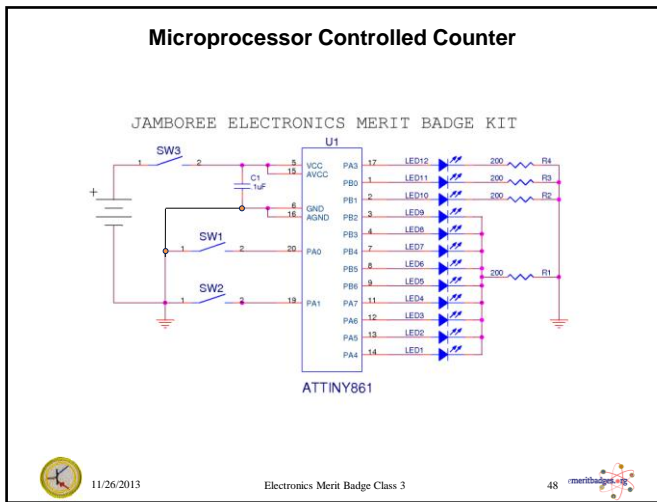 Microprocessor Controlled Counter
JAMBOREE ELECTRONICS MERIT BADGE KIT
U1
SW3
1 2
C1
.1uF
5 VCC
15 AVCC
6 GND
16 AGND
SW1
1 2 20 PA0
SW2
1 2 19 PA1
+
PA3 17 LED12 200 R4
PB0 1 LED11 200 R3
PB1 2 LED10 200 R2
PB2 3 LED9
PB3 4 LED8
PB4 7 LED7
PB5 8 LED6
200 R1
PB6 9 LED5
PA7 11 LED4
PA6 12 LED3
PA5 13 LED2
PA4 14 LED1
ATTINY861
11/26/2013
Electronics Merit Badge Class 3
48
emeritbadges.org